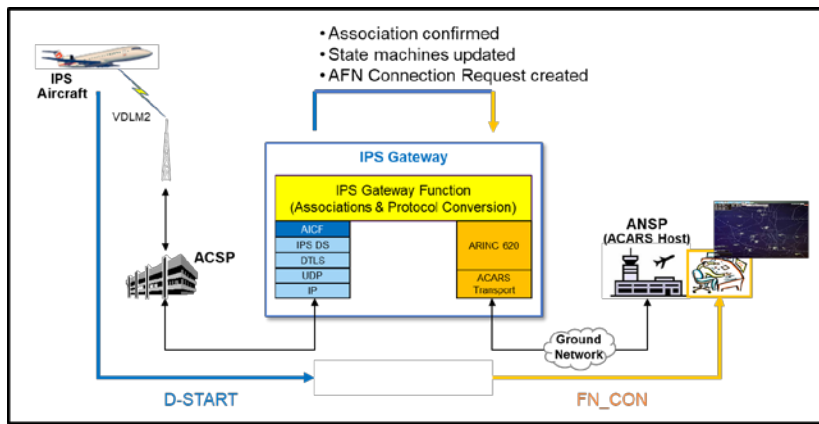 • Association confirmed
• State machines updated
• AFN Connection Request created
IPS
Aircraft
VDLM2
IPS Gateway
IPS Gateway Function
(Associations & Protocol Conversion)
AICF
IPS DS
DTLS
UDP
IP
ARINC 620
ACARS
Transport
ACSP
ANSP
(ACARS Host)
Ground
Network
D-START
FN_CON